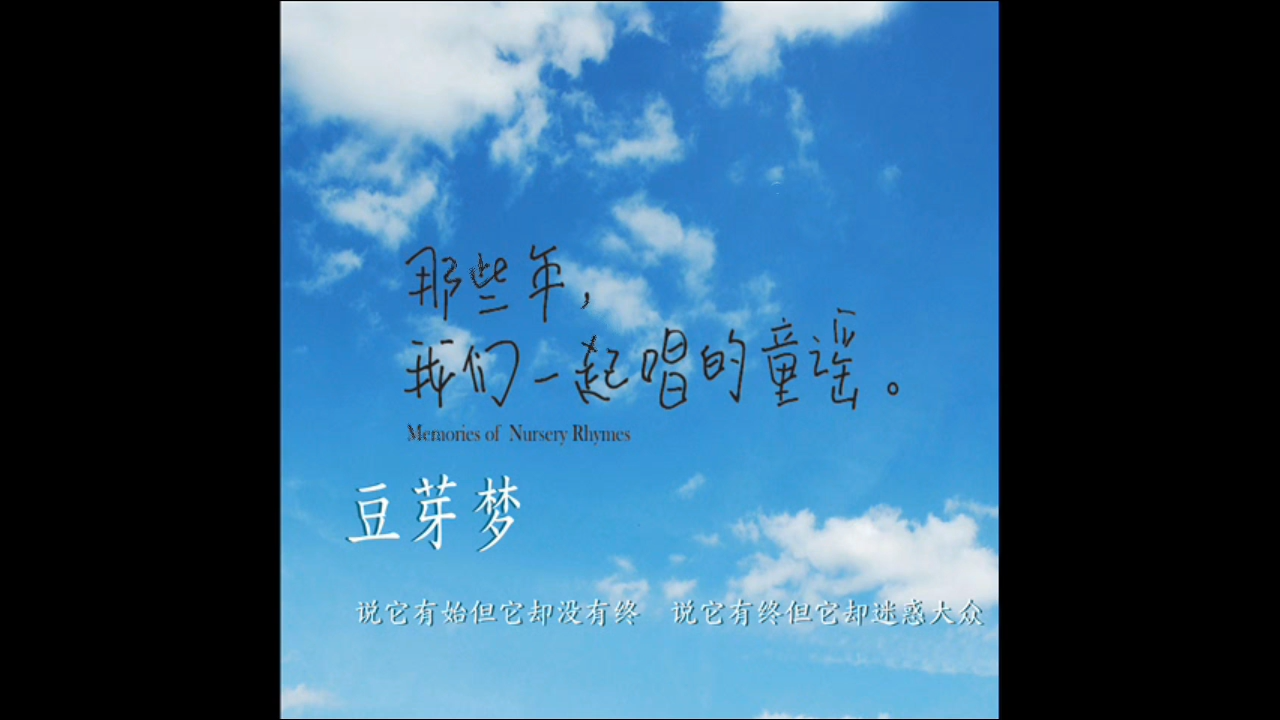 那些年，
我们一起唱的童谣。
Memories of Nursery Rhymes
豆芽梦
说它有始但它却没有终　说它有终但它却迷惑大众